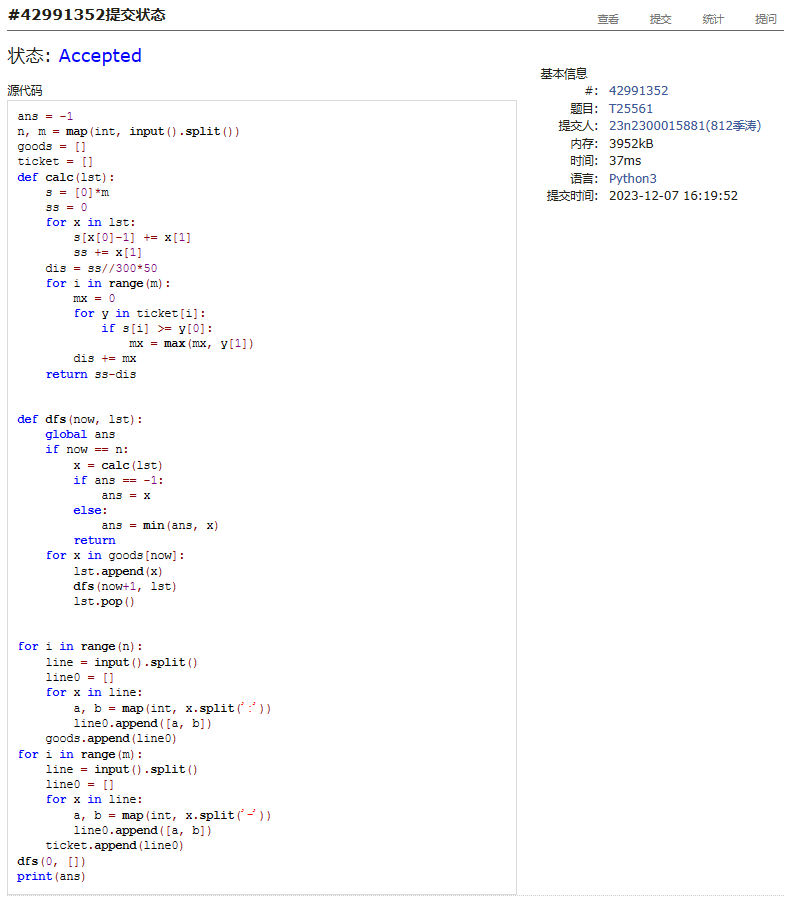 #42991352提交状态
查看 提交 统计 提问
状态: Accepted
源代码
ans = -1
n, m = map(int, input().split())
goods = []
ticket = []
def calc(lst):
    s = [0]*m
    ss = 0
    for x in lst:
        s[x[0]-1] += x[1]
        ss += x[1]
    dis = ss//300*50
    for i in range(m):
        mx = 0
        for y in ticket[i]:
            if s[i] >= y[0]:
                mx = max(mx, y[1])
        dis += mx
    return ss-dis
def dfs(now, lst):
    global ans
    if now == n:
        x = calc(lst)
        if ans == -1:
            ans = x
        else:
            ans = min(ans, x)
        return
    for x in goods[now]:
        lst.append(x)
        dfs(now+1, lst)
        lst.pop()
for i in range(n):
    line = input().split()
    line0 = []
    for x in line:
        a, b = map(int, x.split(':'))
        line0.append([a, b])
    goods.append(line0)
for i in range(m):
    line = input().split()
    line0 = []
    for x in line:
        a, b = map(int, x.split('-'))
        line0.append([a, b])
    ticket.append(line0)
dfs(0, [])
print(ans)
基本信息
#: 42991352
题目: T25561
提交人: 23n2300015881(812季涛)
内存: 3952kB
时间: 37ms
语言: Python3
提交时间: 2023-12-07 16:19:52